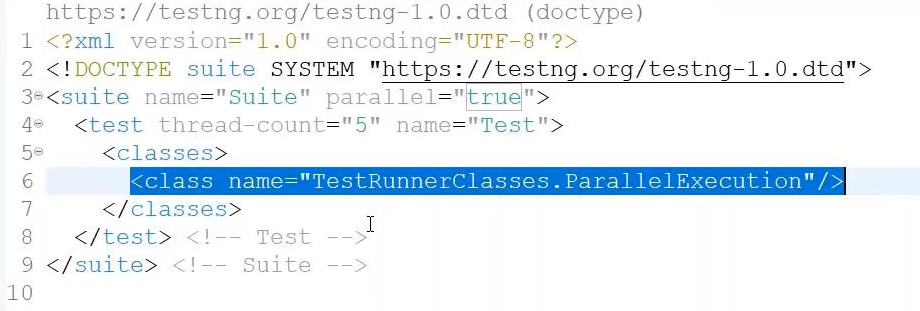 https://testng.org/testng-1.0.dtd (doctype)
1 <?xml version="1.0" encoding="UTF-8"?>
2 <!DOCTYPE suite SYSTEM "https://testng.org/testng-1.0.dtd">
3 <suite name="Suite" parallel="true">
4 <test thread-count="5" name="Test">
5 <classes>
6 <class name="TestRunnerClasses.ParallelExecution"/>
7 </classes>
8 </test> <!-- Test -->
9 </suite> <!-- Suite -->
10